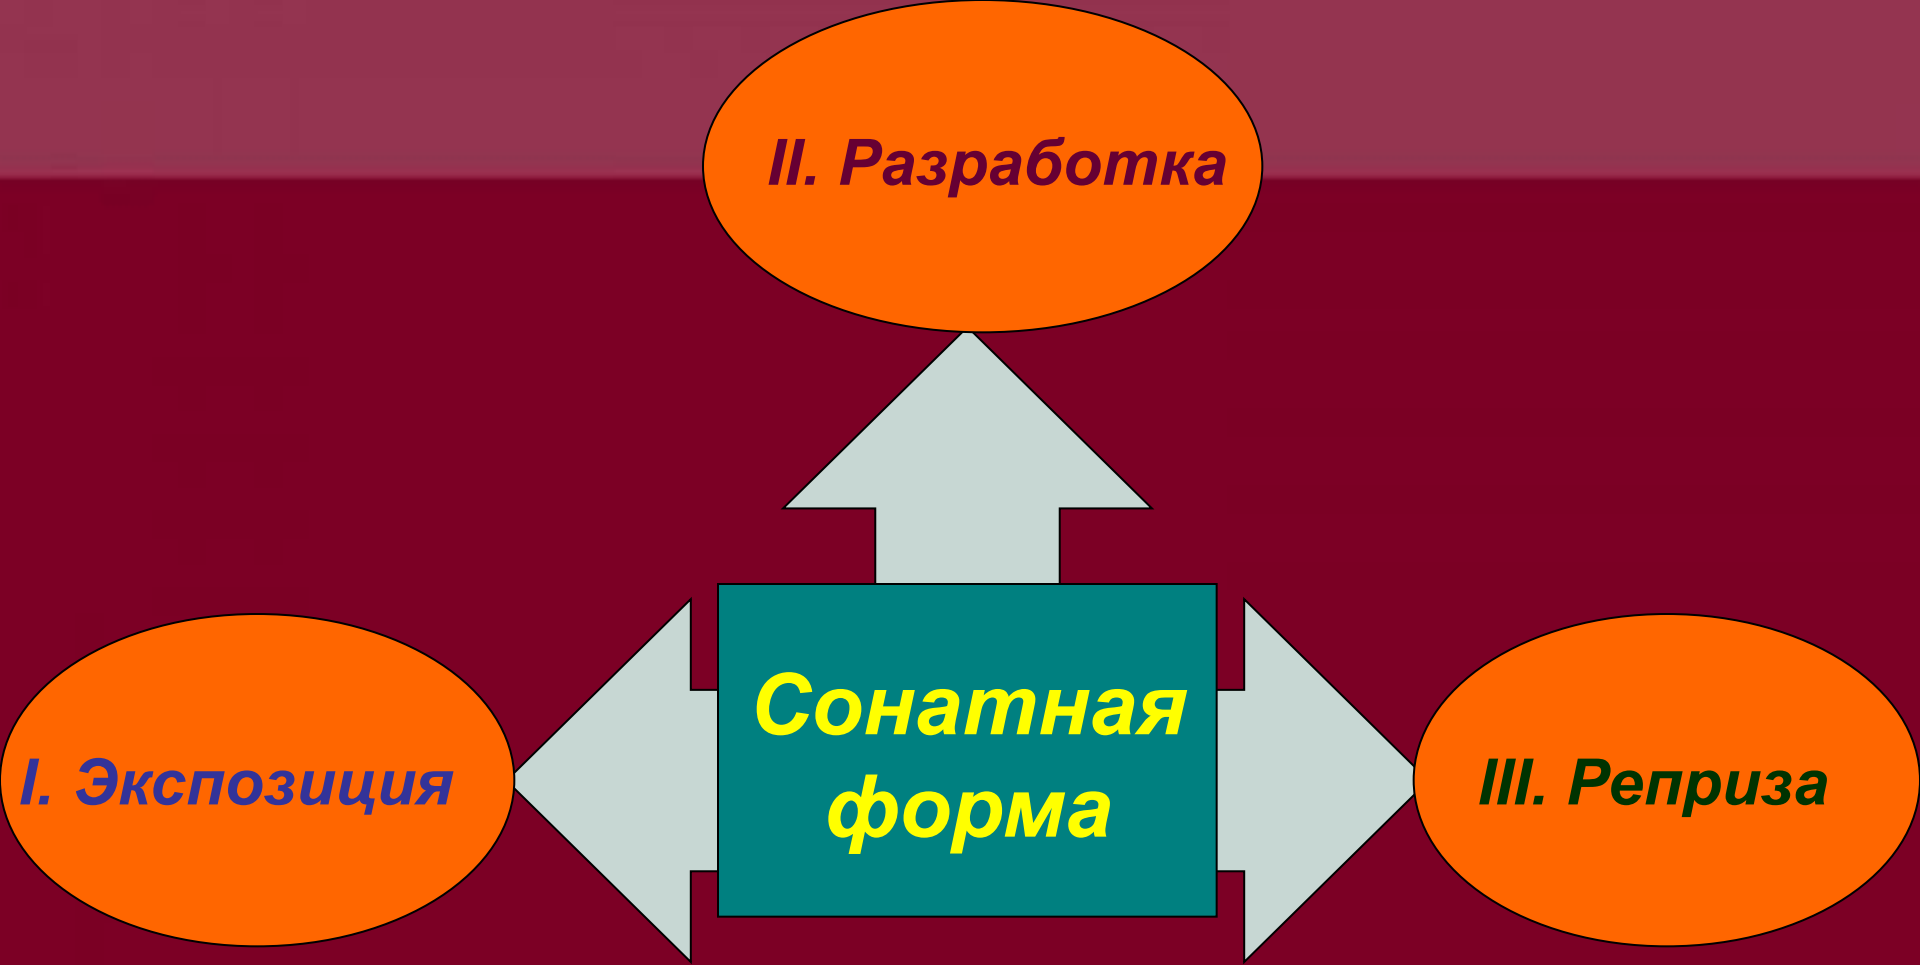 II. Разработка
I. Экспозиция
Сонатная
форма
III. Реприза